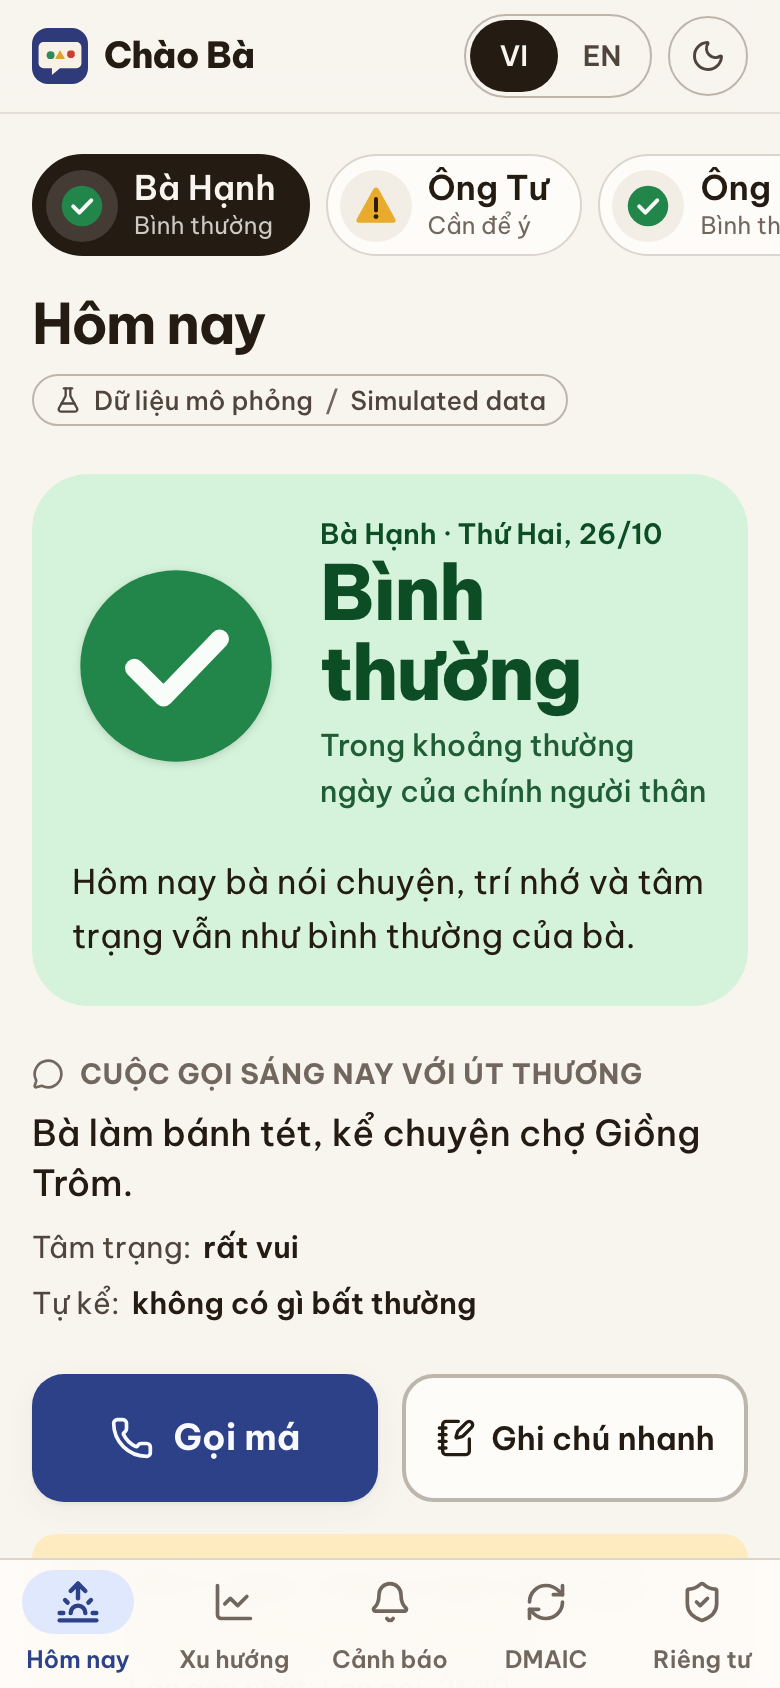 Chào Bà
VI
EN
Bà Hạnh
Bình thường
Ông Tư
Cần để ý
Ông
Bình th
Hôm nay
Dữ liệu mô phỏng / Simulated data
Bà Hạnh · Thứ Hai, 26/10
Bình
thường
Trong khoảng thường
ngày của chính người thân
Hôm nay bà nói chuyện, trí nhớ và tâm
trạng vẫn như bình thường của bà.
CUỘC GỌI SÁNG NAY VỚI ÚT THƯƠNG
Bà làm bánh tét, kể chuyện chợ Giồng
Trôm.
Tâm trạng: rất vui
Tự kể: không có gì bất thường
Gọi má
Ghi chú nhanh
Hôm nay
Xu hướng
Cảnh báo
DMAIC
Riêng tư